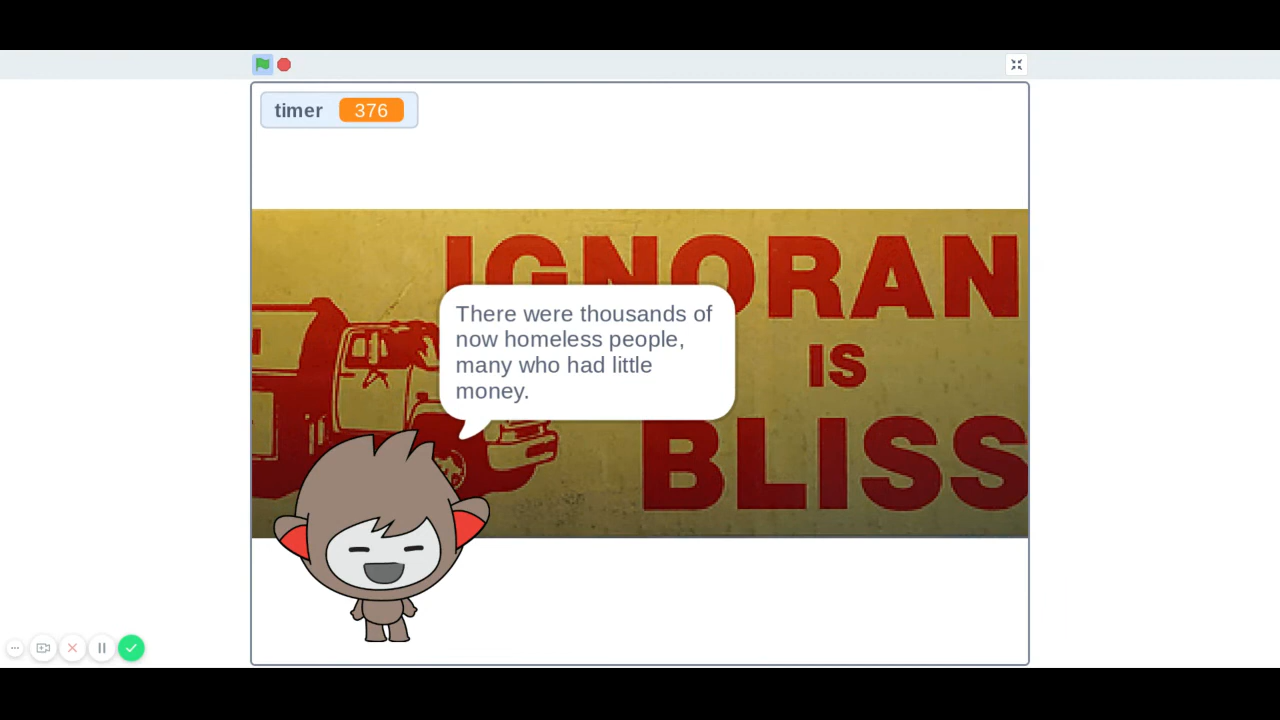 timer 376
IGNORAN
IS
BLISS
There were thousands of
now homeless people,
many who had little
money.